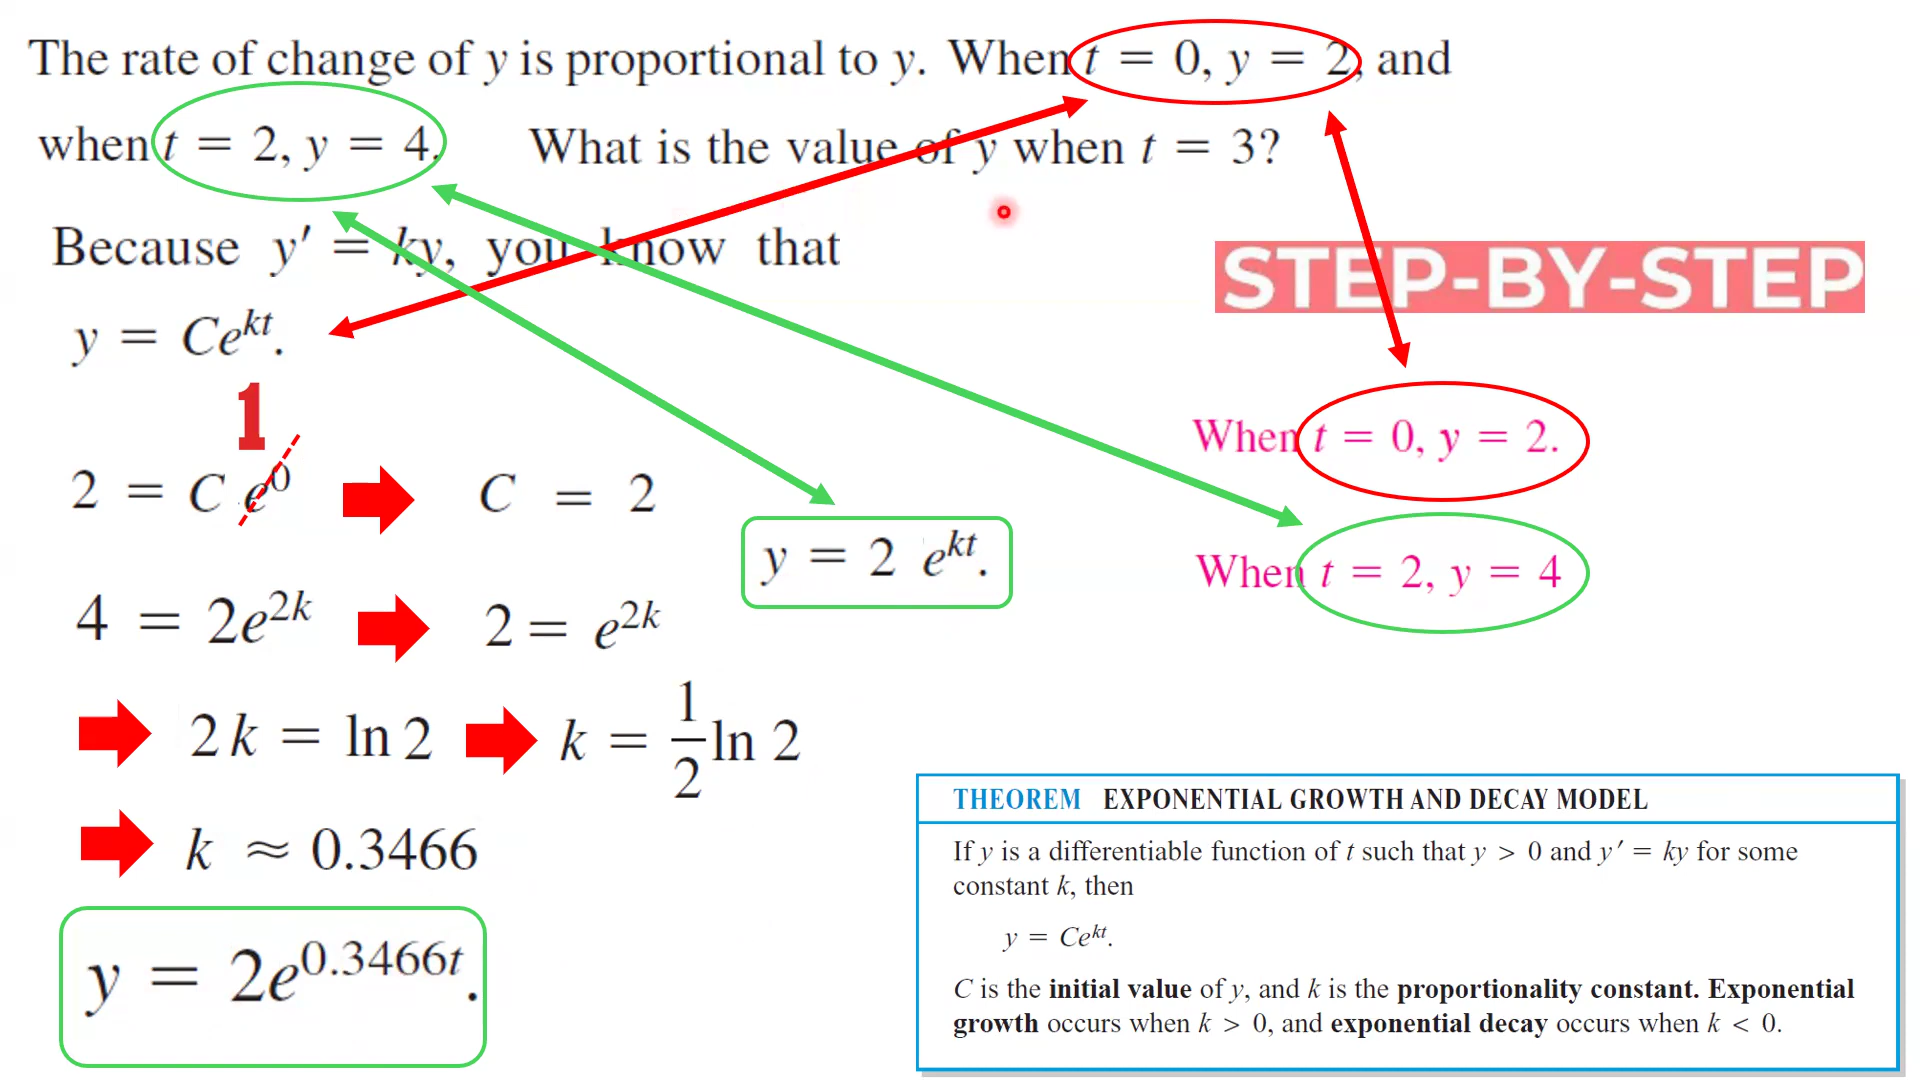 The rate of change of y is proportional to y. When t = 0, y = 2, and
when t = 2, y = 4. What is the value of y when t = 3?
Because y′ = ky, you know that
y = Ce^{kt}.
STEP-BY-STEP
1
When t = 0, y = 2.
2 = C e^0
C = 2
y = 2 e^{kt}.
When t = 2, y = 4
4 = 2e^{2k}
2 = e^{2k}
2k = ln 2
k = \frac{1}{2} ln 2
k ≈ 0.3466
y = 2e^{0.3466t}.
THEOREM EXPONENTIAL GROWTH AND DECAY MODEL
If y is a differentiable function of t such that y > 0 and y′ = ky for some
constant k, then
y = Ce^{kt}.
C is the initial value of y, and k is the proportionality constant. Exponential
growth occurs when k > 0, and exponential decay occurs when k < 0.